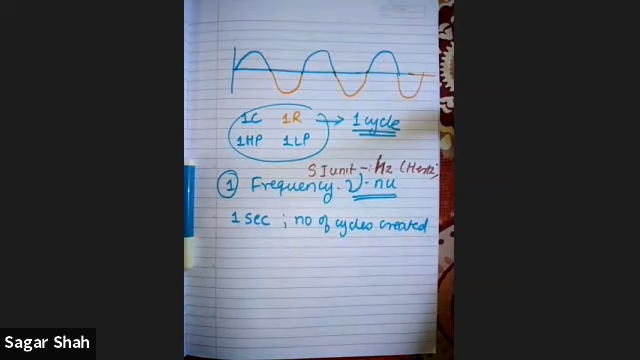 1C 1R → 1 cycle
1HP 1LP
SI unit -: Hz (Hertz)
1 Frequency - ν - nu
1 sec ; no of cycles created
Sagar Shah